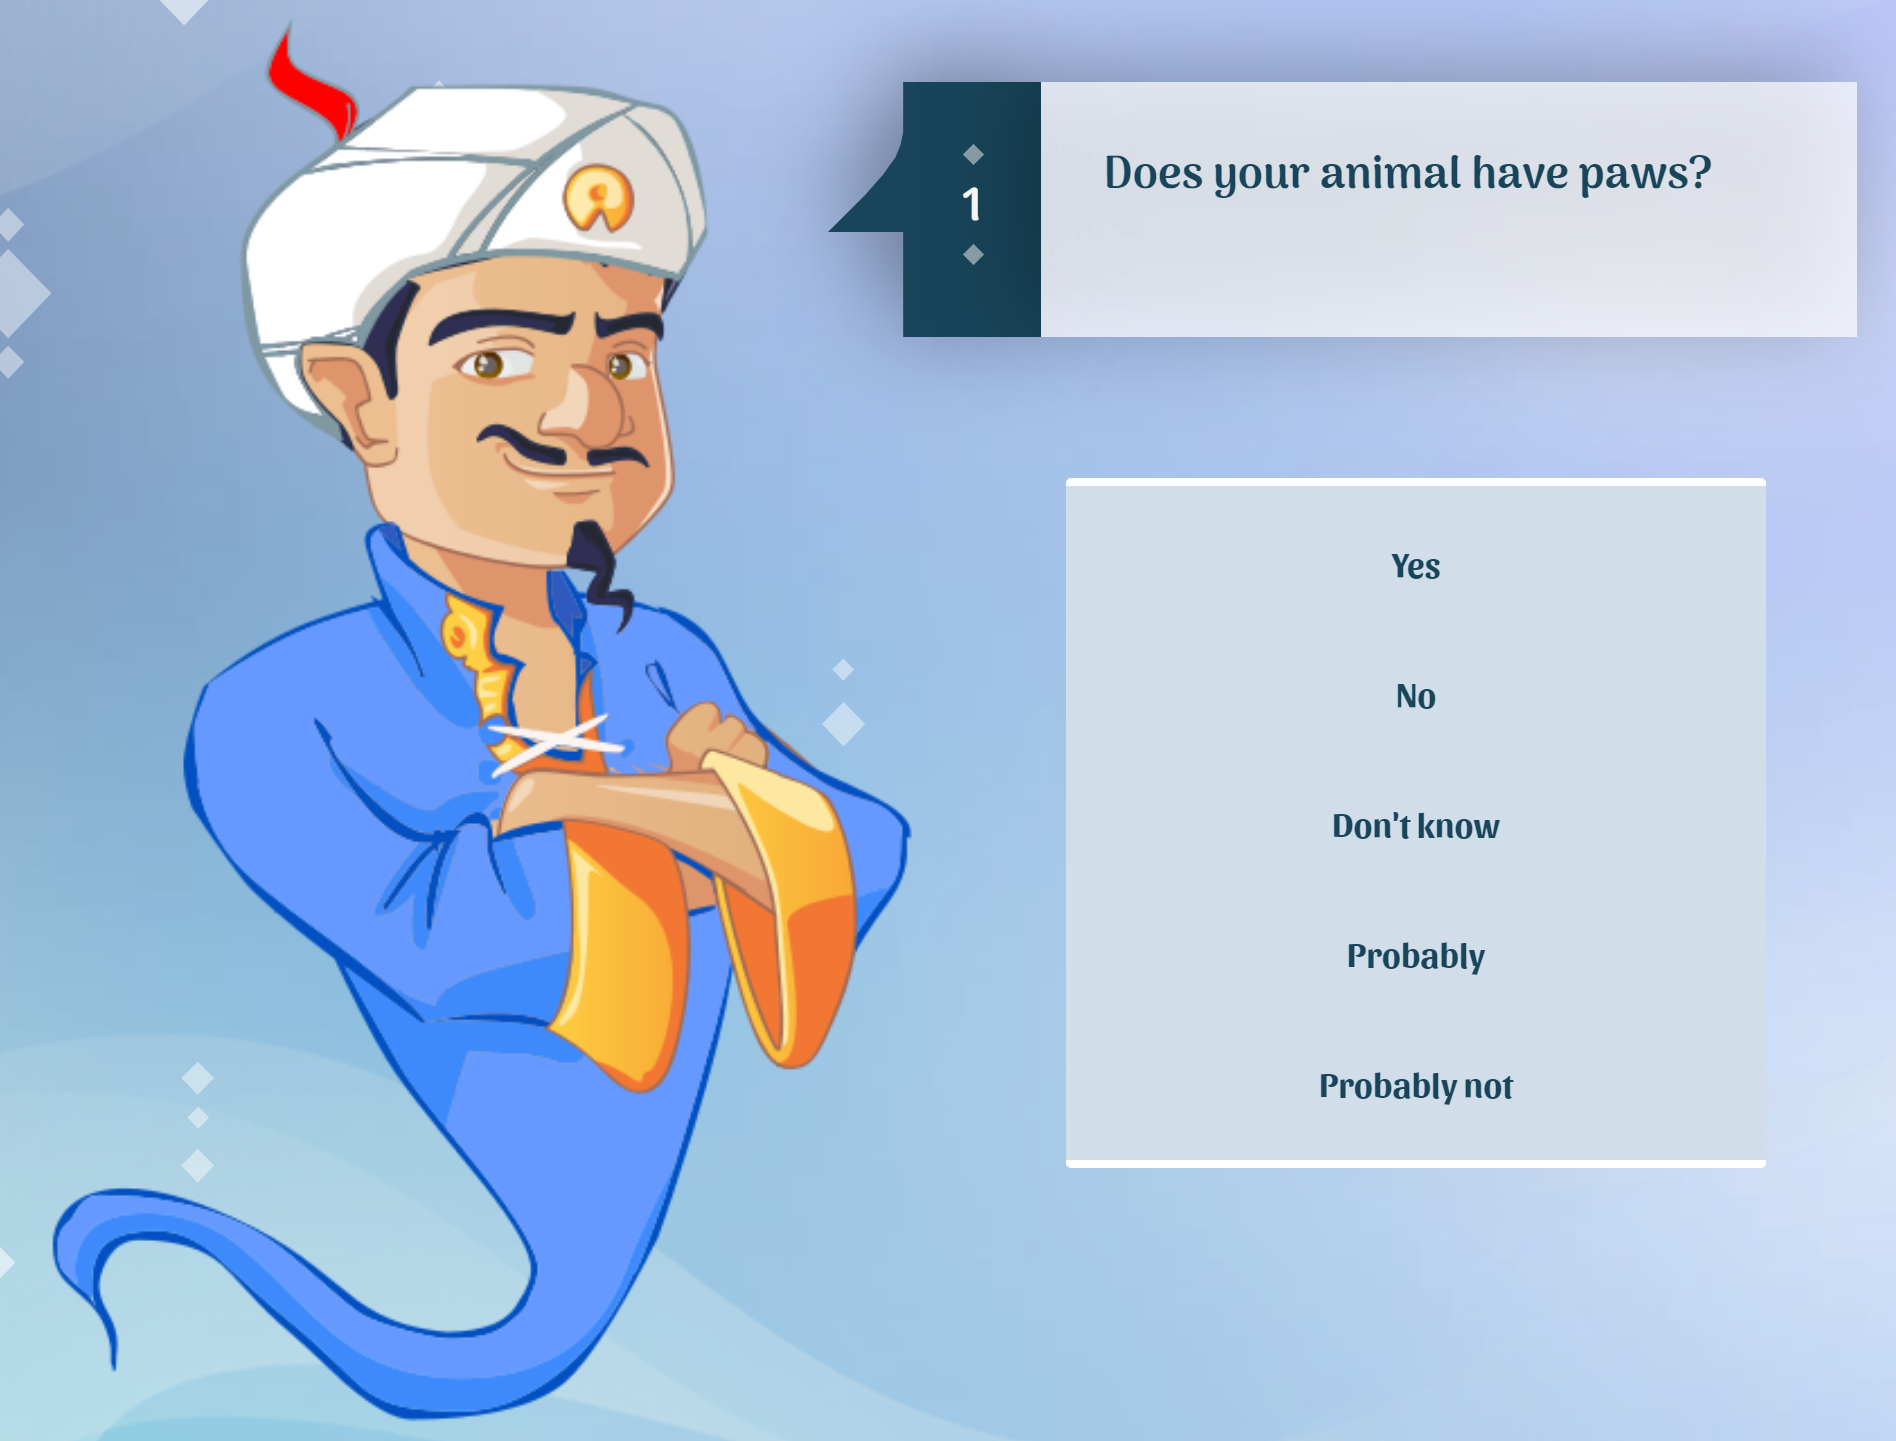 1
Does your animal have paws?
Yes
No
Don't know
Probably
Probably not